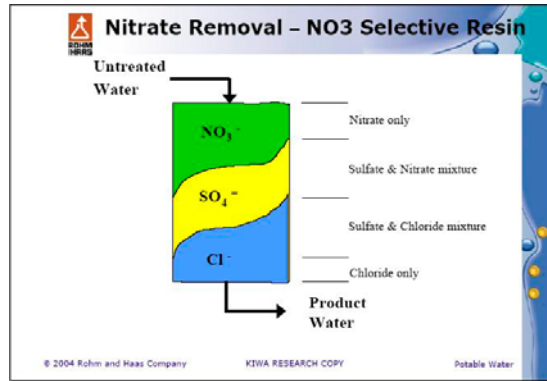 Nitrate Removal – NO3 Selective Resin
ROHM
HAAS
Untreated
Water
NO₃⁻
Nitrate only
Sulfate & Nitrate mixture
SO₄⁼
Sulfate & Chloride mixture
Cl⁻
Chloride only
Product
Water
© 2004 Rohm and Haas Company KIWA RESEARCH COPY Potable Water